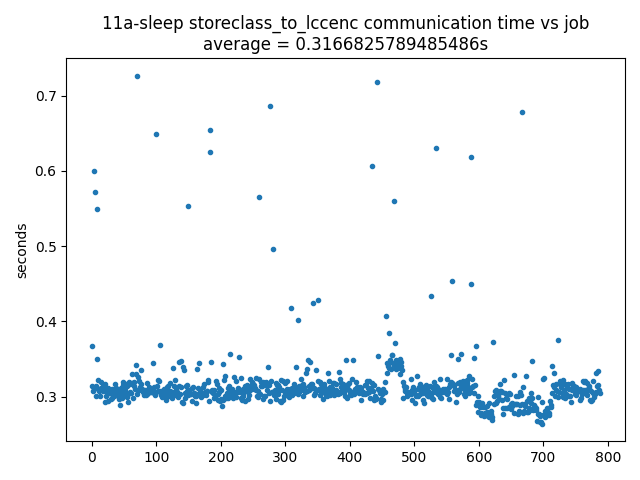 11a-sleep storeclass_to_lccenc communication time vs job
average = 0.3166825789485486s
0.7
0.6
0.5
0.4
0.3
seconds
0 100 200 300 400 500 600 700 800